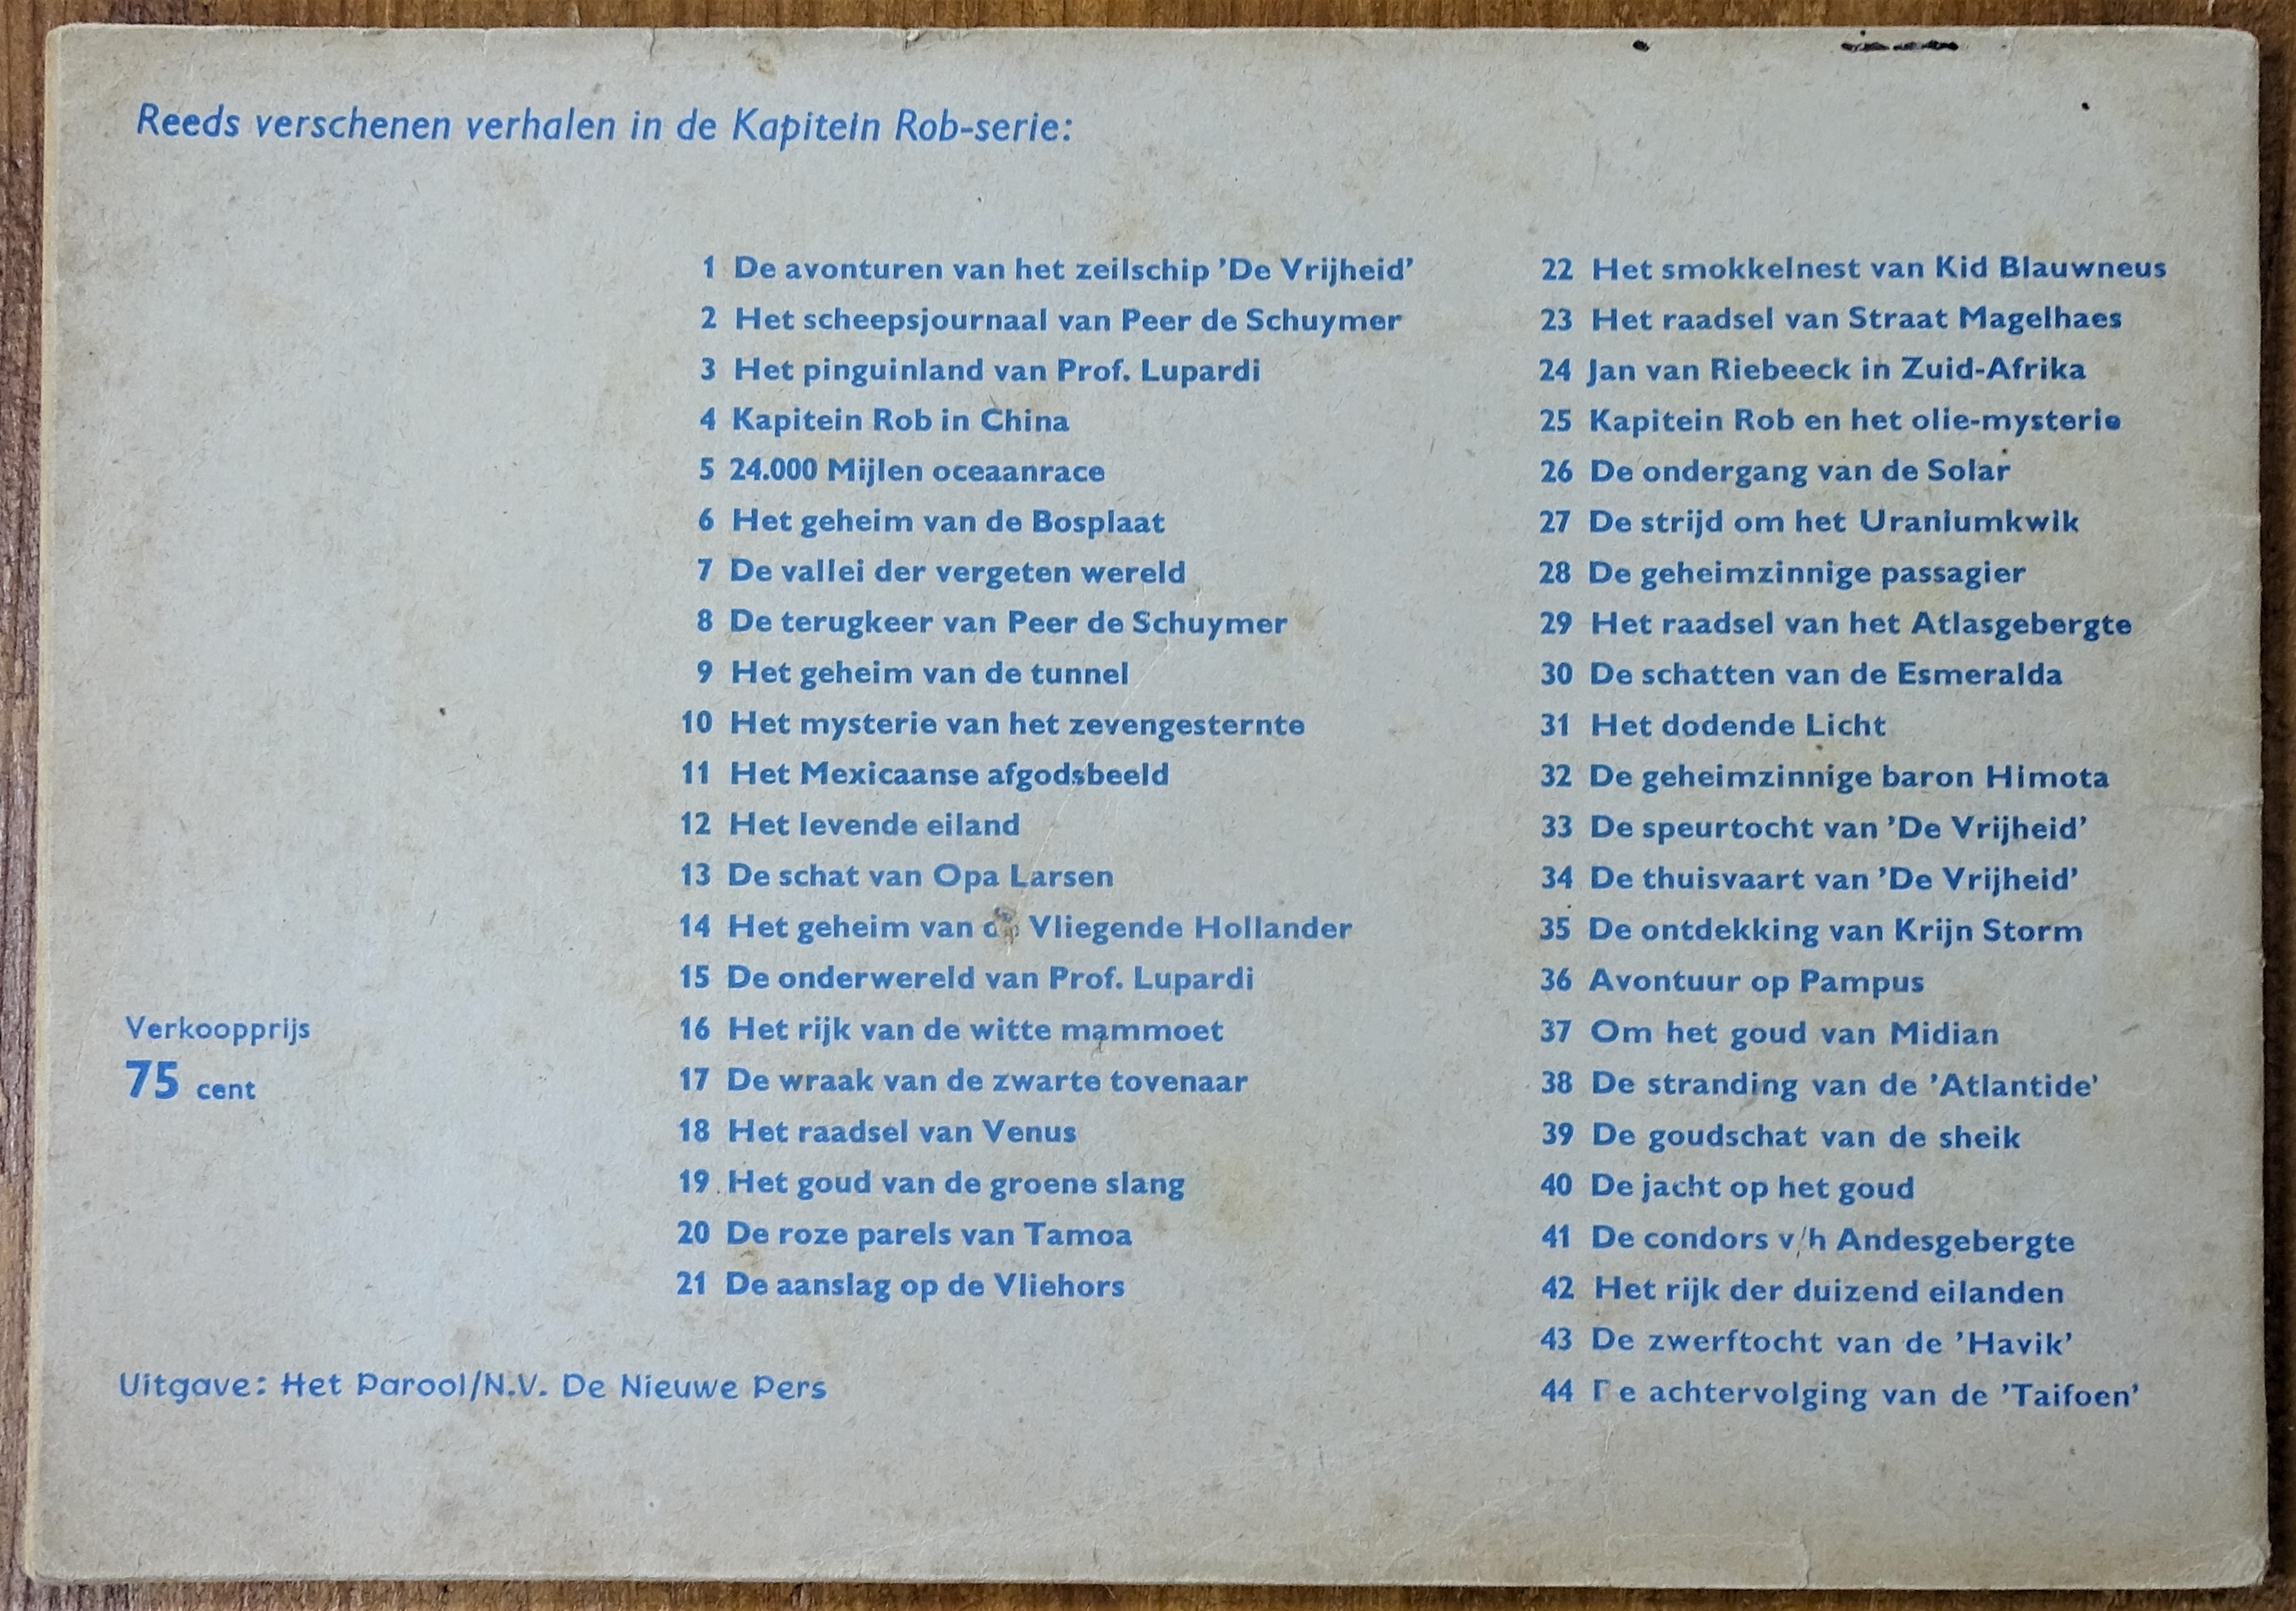 Reeds verschenen verhalen in de Kapitein Rob-serie:
1 De avonturen van het zeilschip 'De Vrijheid'
2 Het scheepsjournaal van Peer de Schuymer
3 Het pinguinland van Prof. Lupardi
4 Kapitein Rob in China
5 24.000 Mijlen oceaanrace
6 Het geheim van de Bosplaat
7 De vallei der vergeten wereld
8 De terugkeer van Peer de Schuymer
9 Het geheim van de tunnel
10 Het mysterie van het zevengesternte
11 Het Mexicaanse afgodsbeeld
12 Het levende eiland
13 De schat van Opa Larsen
14 Het geheim van de Vliegende Hollander
15 De onderwereld van Prof. Lupardi
16 Het rijk van de witte mammoet
17 De wraak van de zwarte tovenaar
18 Het raadsel van Venus
19 Het goud van de groene slang
20 De roze parels van Tamoa
21 De aanslag op de Vliehors
22 Het smokkelnest van Kid Blauwneus
23 Het raadsel van Straat Magelhaes
24 Jan van Riebeeck in Zuid-Afrika
25 Kapitein Rob en het olie-mysterie
26 De ondergang van de Solar
27 De strijd om het Uraniumkwik
28 De geheimzinnige passagier
29 Het raadsel van het Atlasgebergte
30 De schatten van de Esmeralda
31 Het dodende Licht
32 De geheimzinnige baron Himota
33 De speurtocht van 'De Vrijheid'
34 De thuisvaart van 'De Vrijheid'
35 De ontdekking van Krijn Storm
36 Avontuur op Pampus
37 Om het goud van Midian
38 De stranding van de 'Atlantide'
39 De goudschat van de sheik
40 De jacht op het goud
41 De condors v/h Andesgebergte
42 Het rijk der duizend eilanden
43 De zwerftocht van de 'Havik'
44 De achtervolging van de 'Taifoen'
Verkoopprijs
75 cent
Uitgave: Het Parool/N.V. De Nieuwe Pers